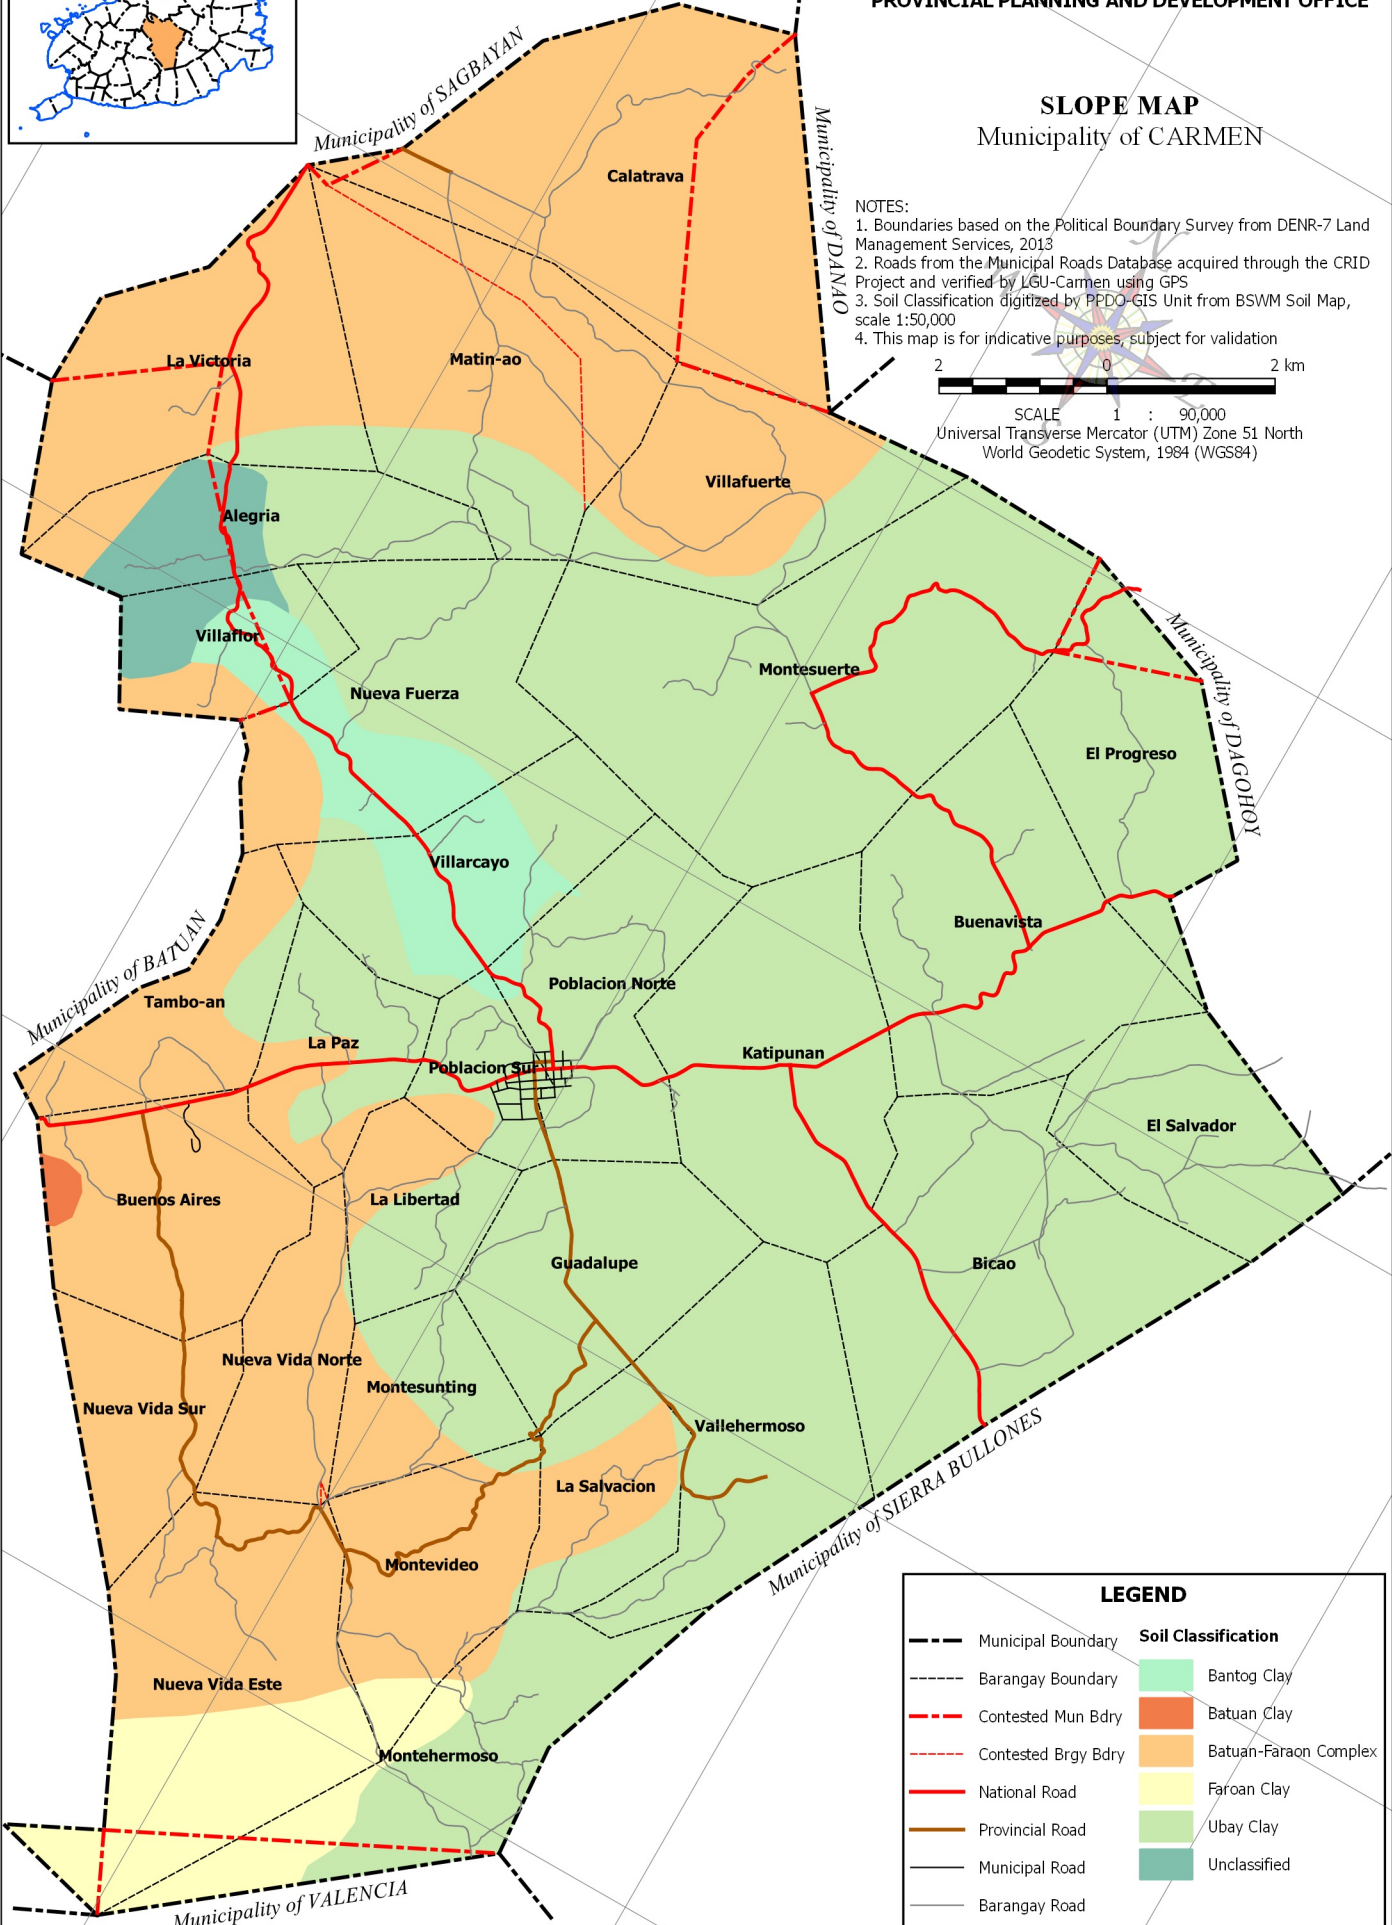 PROVINCIAL PLANNING AND DEVELOPMENT OFFICE
SLOPE MAP
Municipality of CARMEN
NOTES:
1. Boundaries based on the Political Boundary Survey from DENR-7 Land
Management Services, 2013
2. Roads from the Municipal Roads Database acquired through the CRID
Project and verified by LGU-Carmen using GPS
3. Soil Classification digitized by PPDO-GIS Unit from BSWM Soil Map,
scale 1:50,000
4. This map is for indicative purposes, subject for validation
2 0 2 km
SCALE 1 : 90,000
Universal Transverse Mercator (UTM) Zone 51 North
World Geodetic System, 1984 (WGS84)
N
W
E
S
Municipality of SAGBAYAN
Municipality of DANAO
Calatrava
La Victoria
Matin-ao
Villafuerte
Alegria
Villaflor
Nueva Fuerza
Montesuerte
Municipality of DAGOHOY
El Progreso
Villarcayo
Buenavista
Municipality of BATUAN
Tambo-an
Poblacion Norte
La Paz
Poblacion Sur
Katipunan
El Salvador
Buenos Aires
La Libertad
Guadalupe
Bicao
Nueva Vida Norte
Montesunting
Nueva Vida Sur
Vallehermoso
La Salvacion
Municipality of SIERRA BULLONES
Montevideo
Nueva Vida Este
Montehermoso
Municipality of VALENCIA
LEGEND
Municipal Boundary
Barangay Boundary
Contested Mun Bdry
Contested Brgy Bdry
National Road
Provincial Road
Municipal Road
Barangay Road
Soil Classification
Bantog Clay
Batuan Clay
Batuan-Faraon Complex
Faroan Clay
Ubay Clay
Unclassified